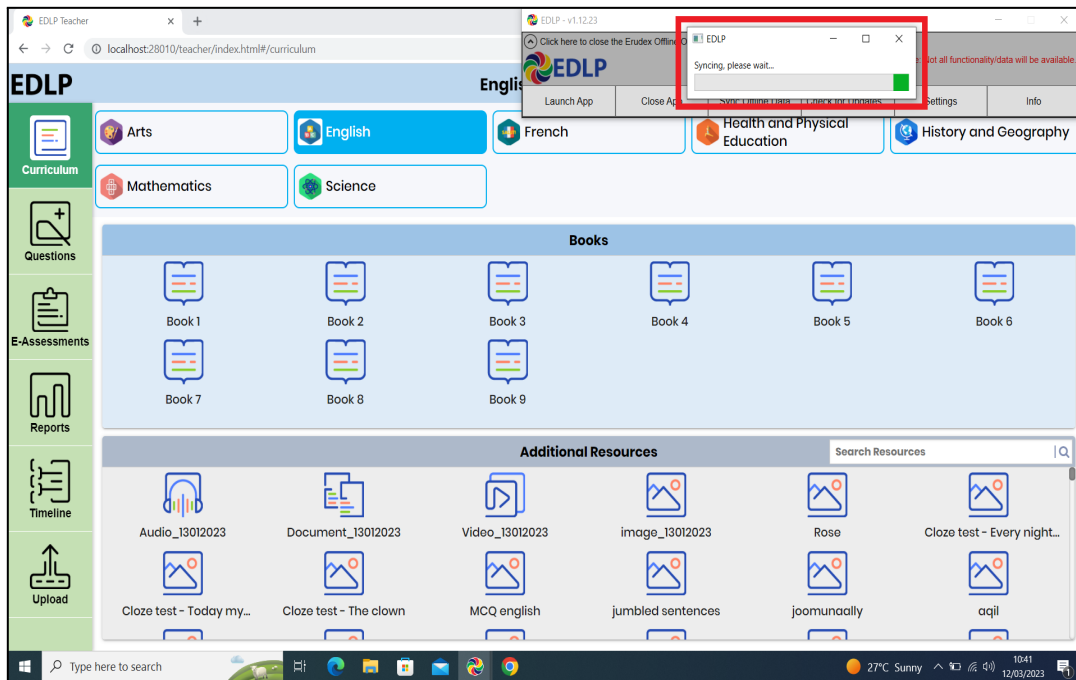 EDLP Teacher
localhost:28010/teacher/index.html#/curriculum
EDLP - v1.12.23
Click here to close the Erudex Offline
EDLP
Not all functionality/data will be available.
Launch App
Close App
Sync Offline Data
Check for Updates
Settings
Info
EDLP
Syncing, please wait...
EDLP
Curriculum
Questions
E-Assessments
Reports
Timeline
Upload
Arts
English
French
Health and Physical
Education
History and Geography
Mathematics
Science
Books
Book 1
Book 2
Book 3
Book 4
Book 5
Book 6
Book 7
Book 8
Book 9
Additional Resources
Search Resources
Audio_13012023
Document_13012023
Video_13012023
image_13012023
Rose
Cloze test - Every night...
Cloze test - Today my...
Cloze test - The clown
MCQ english
jumbled sentences
joomunaally
aqil
Type here to search
27°C Sunny
10:41
12/03/2023
1